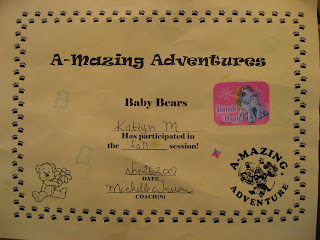 A-Mazing Adventures
Baby Bears
Katlyn M
Has participated in
the fall session!
Nov 26 2007
DATE
Michelle
COACH(S)
Rainbow
A-MAZING
ADVENTURE